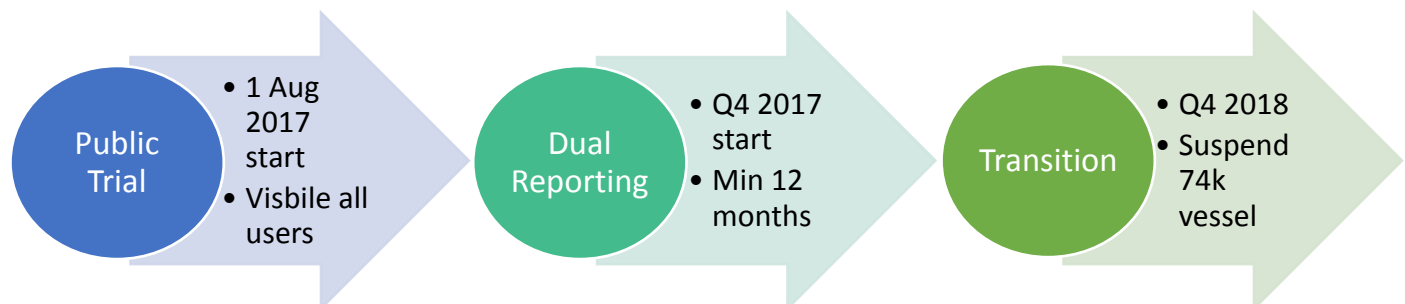 Public
Trial
• 1 Aug
2017
start
• Visbile all
users
Dual
Reporting
• Q4 2017
start
• Min 12
months
Transition
• Q4 2018
• Suspend
74k
vessel